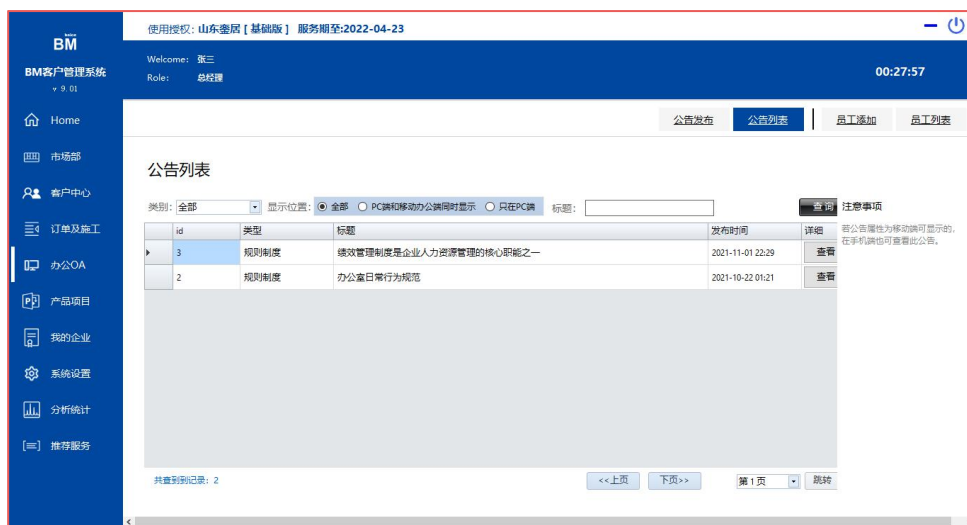 使用授权: 山东銮居 [ 基础版 ] 服务期至:2022-04-23
BM
BM客户管理系统
v 9.01
Welcome: 张三
Role: 总经理
00:27:57
Home
市场部
客户中心
订单及施工
办公OA
产品项目
我的企业
系统设置
分析统计
推荐服务
公告发布 公告列表 员工添加 员工列表
公告列表
类别: 全部 显示位置: 全部 PC端和移动办公端同时显示 只在PC端 标题: 查询
id 类型 标题 发布时间 详细
3 规则制度 绩效管理制度是企业人力资源管理的核心职能之一 2021-11-01 22:29 查看
2 规则制度 办公室日常行为规范 2021-10-22 01:21 查看
注意事项
若公告属性为移动端可显示的,
在手机端也可查看此公告。
共查到到记录: 2
<<上页 下页>> 第 1 页 跳转